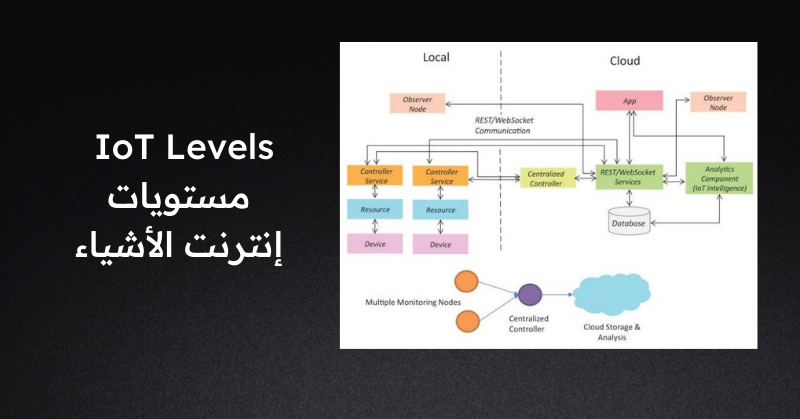 IoT Levels
مستويات
إنترنت الأشياء
Local
Cloud
Observer
Node
App
Observer
Node
REST/WebSocket
Communication
Controller
Service
Controller
Service
Centralized
Controller
REST/WebSocket
Services
Analytics
Component
(IoT Intelligence)
Resource
Resource
Database
Device
Device
Multiple Monitoring Nodes
Centralized
Controller
Cloud Storage &
Analysis